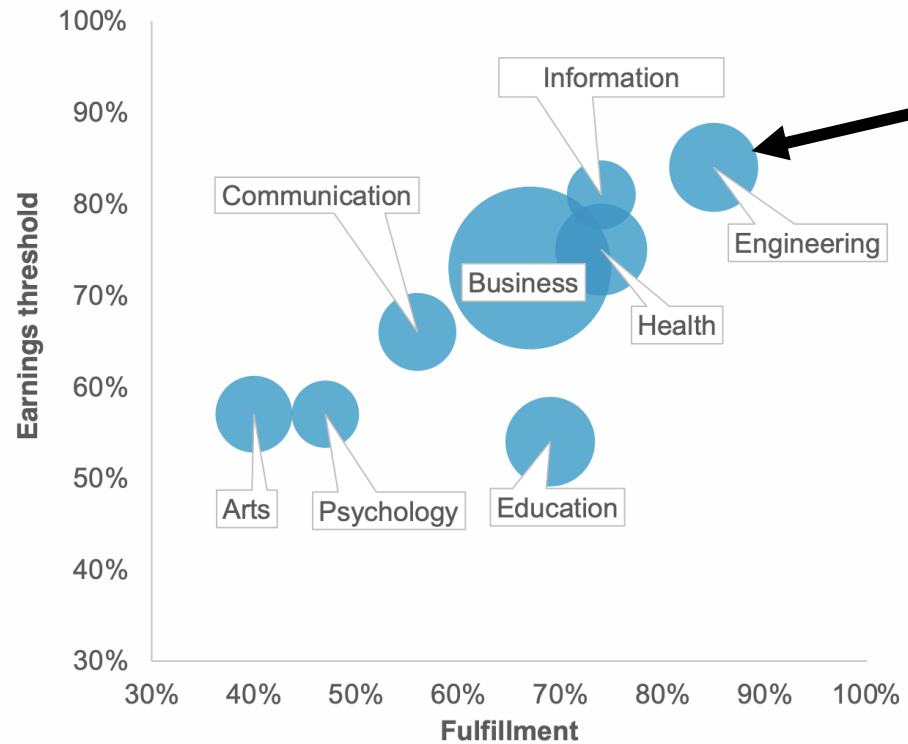 100%
90%
80%
70%
60%
50%
40%
30%
Earnings threshold
Information
Communication
Engineering
Business
Health
Arts
Psychology
Education
30%
40%
50%
60%
70%
80%
90%
100%
Fulfillment